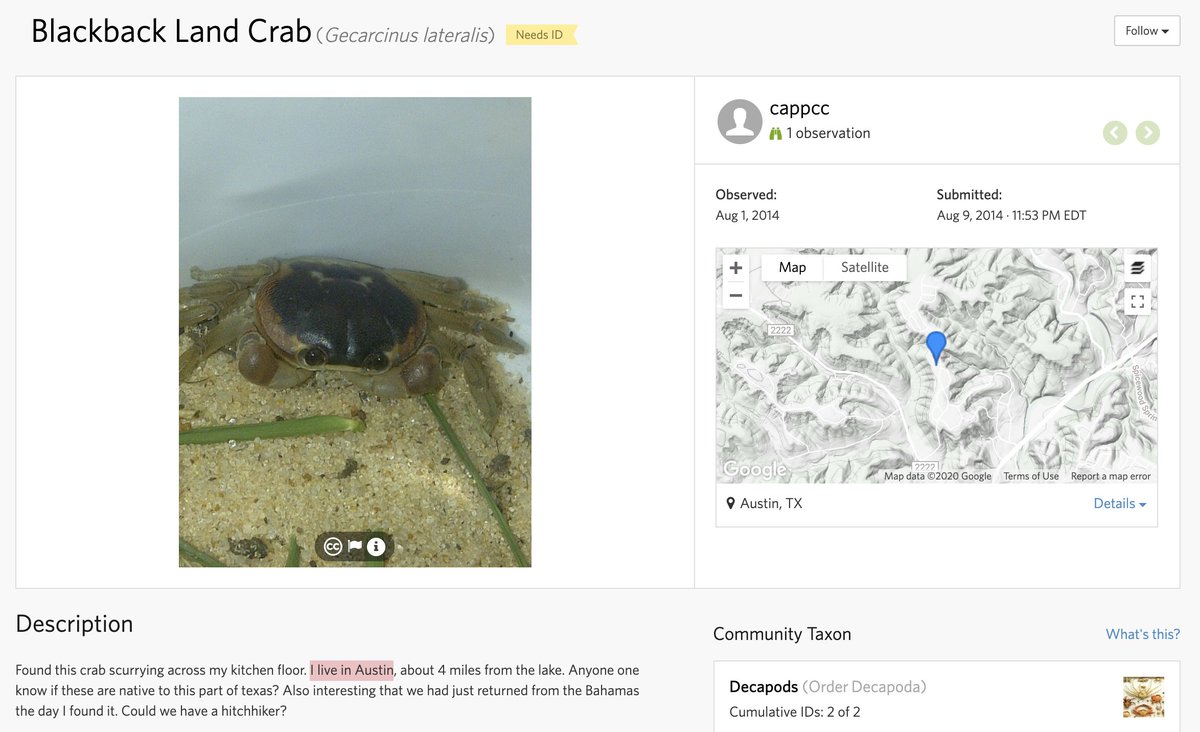 Blackback Land Crab (Gecarcinus lateralis) Needs ID
Follow
cappcc
1 observation
Observed:
Aug 1, 2014
Submitted:
Aug 9, 2014 · 11:53 PM EDT
+
−
Map
Satellite
2222
Spicewood Sprin
2222
Google
Map data ©2020 Google Terms of Use Report a map error
Austin, TX
Details
cc
i
Description
Found this crab scurrying across my kitchen floor. I live in Austin, about 4 miles from the lake. Anyone one
know if these are native to this part of texas? Also interesting that we had just returned from the Bahamas
the day I found it. Could we have a hitchhiker?
Community Taxon
What's this?
Decapods (Order Decapoda)
Cumulative IDs: 2 of 2